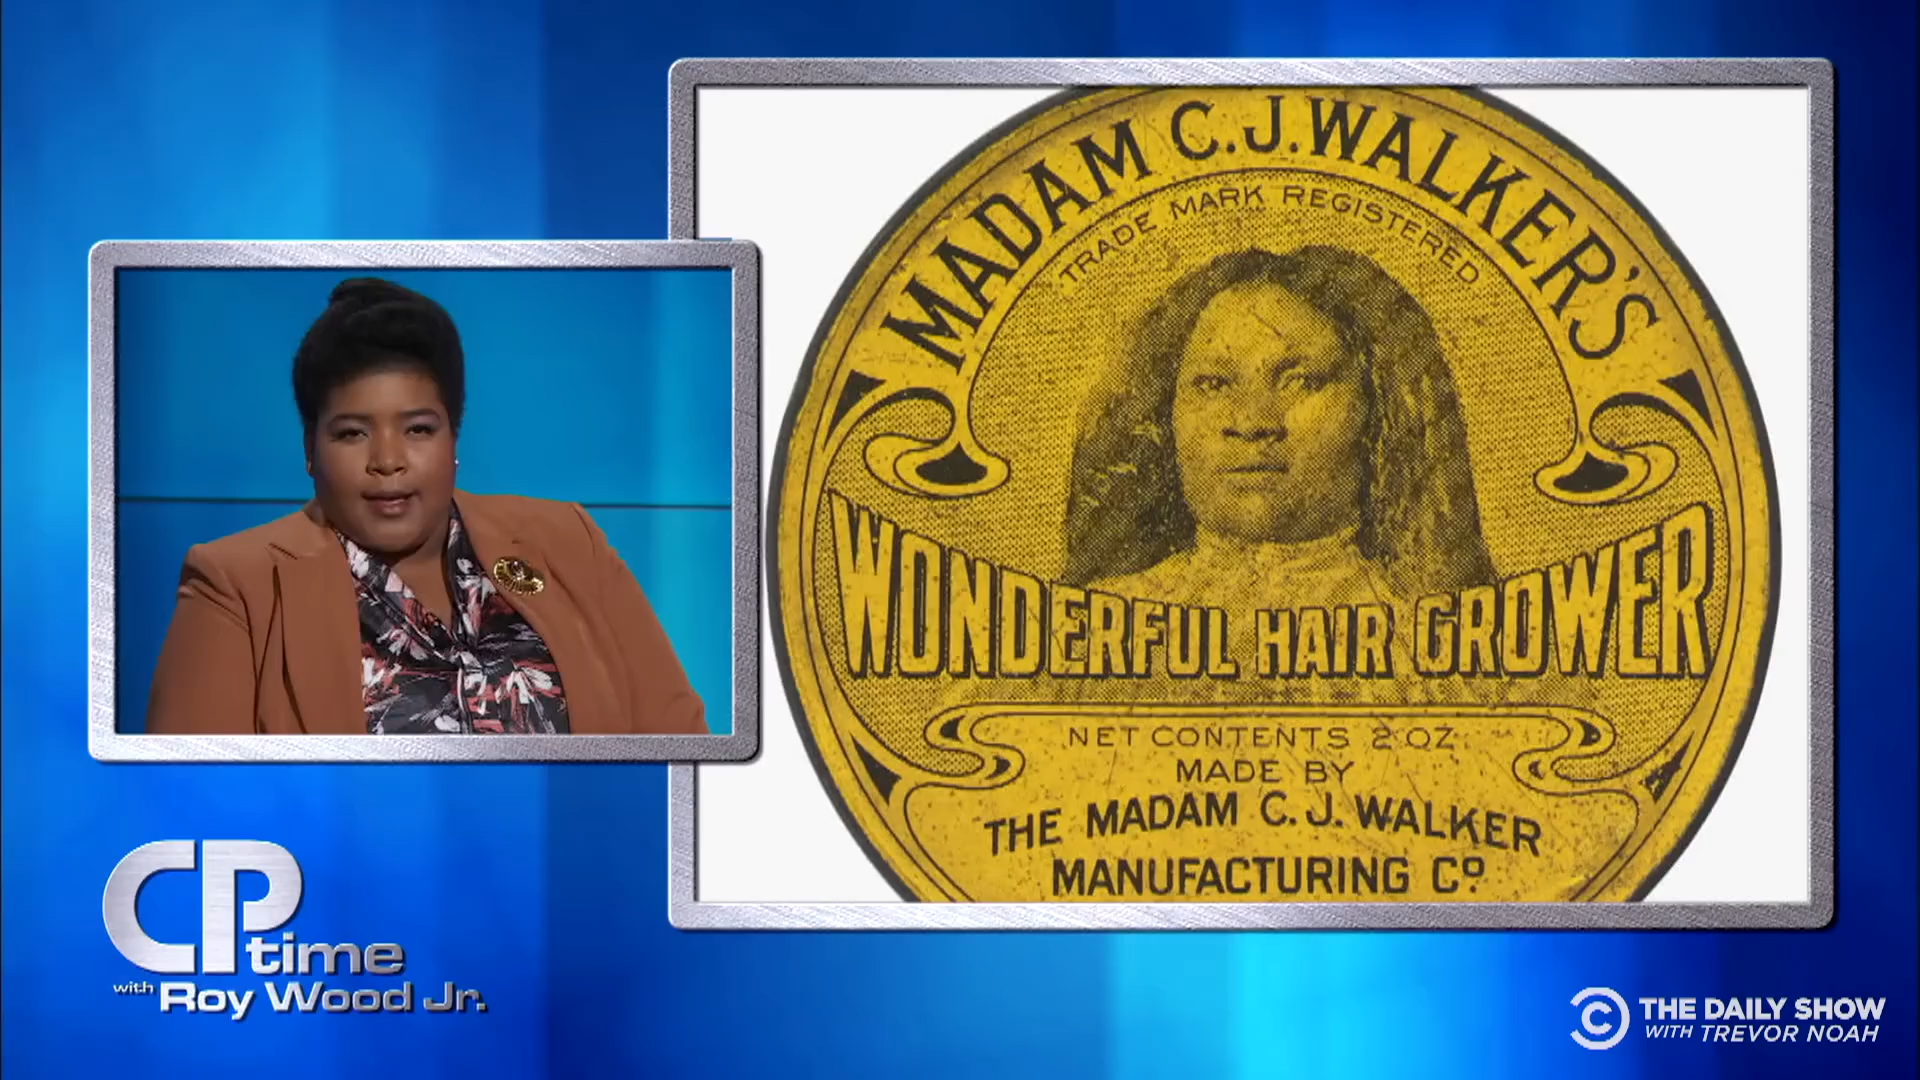 MADAM C.J. WALKER'S
TRADE MARK REGISTERED
WONDERFUL HAIR GROWER
NET CONTENTS 2 OZ.
MADE BY
THE MADAM C.J. WALKER
MANUFACTURING Cº.
CP time
with Roy Wood Jr.
THE DAILY SHOW
WITH TREVOR NOAH